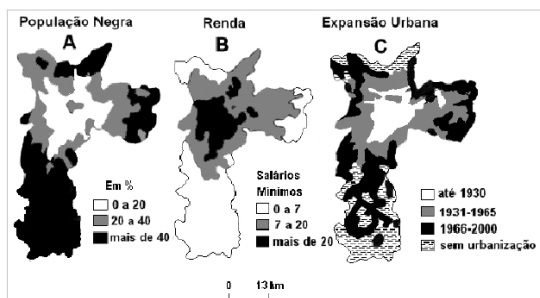 População Negra
A
Em %
0 a 20
20 a 40
mais de 40
Renda
B
Salários
Mínimos
0 a 7
7 a 20
mais de 20
Expansão Urbana
C
até 1930
1931-1965
1966-2000
sem urbanização
0 13 km